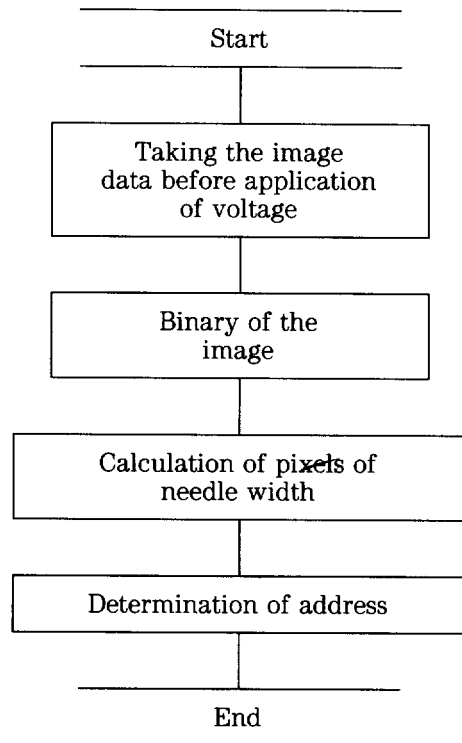 Start
Taking the image
data before application
of voltage
Binary of the
image
Calculation of pixels of
needle width
Determination of address
End